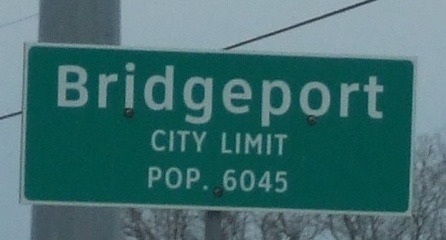 Bridgeport
CITY LIMIT
POP. 6045